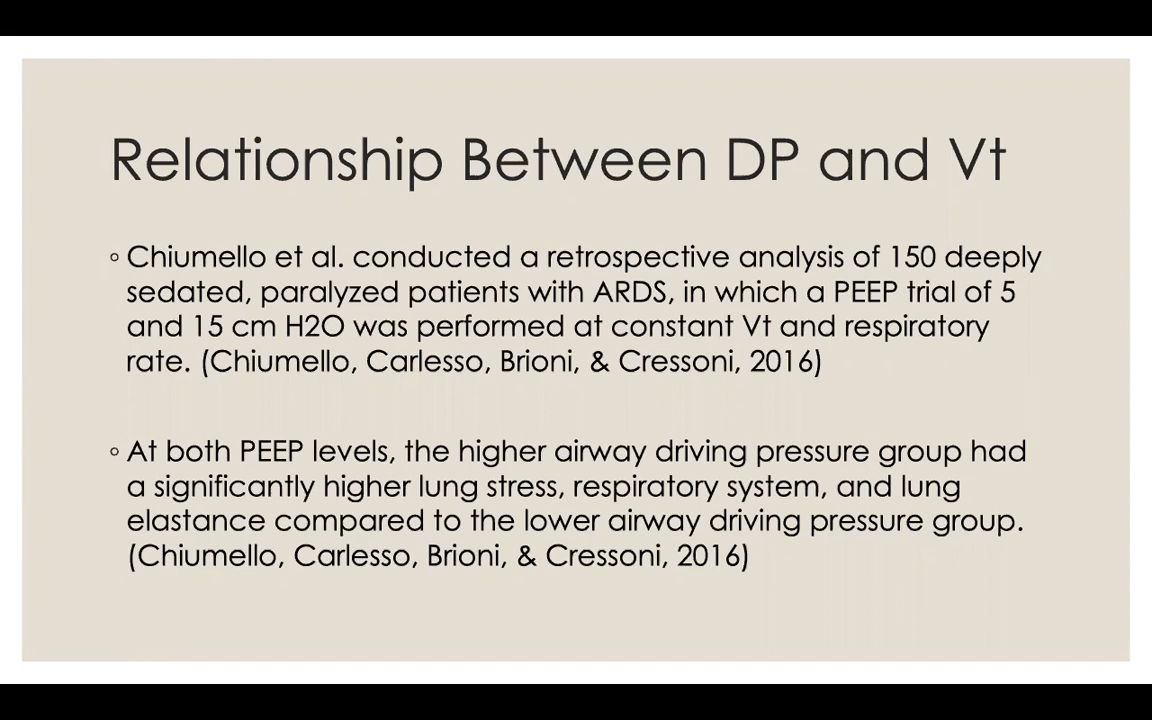 Relationship Between DP and Vt
◦ Chiumello et al. conducted a retrospective analysis of 150 deeply
sedated, paralyzed patients with ARDS, in which a PEEP trial of 5
and 15 cm H2O was performed at constant Vt and respiratory
rate. (Chiumello, Carlesso, Brioni, & Cressoni, 2016)
◦ At both PEEP levels, the higher airway driving pressure group had
a significantly higher lung stress, respiratory system, and lung
elastance compared to the lower airway driving pressure group.
(Chiumello, Carlesso, Brioni, & Cressoni, 2016)